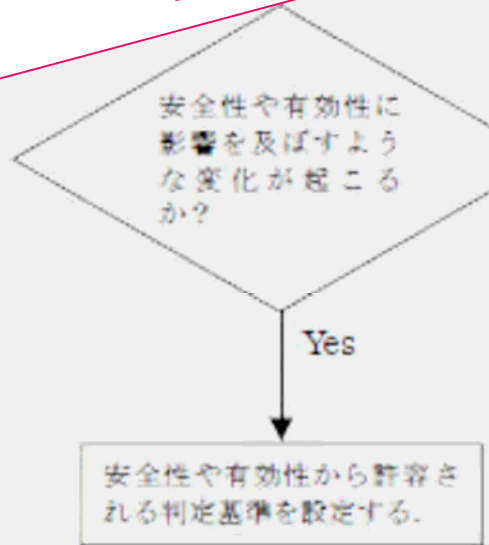 安全性や有効性に
影響を及ぼすよう
な変化が起こる
か?
Yes
安全性や有効性から許容さ
れる判定基準を設定する.